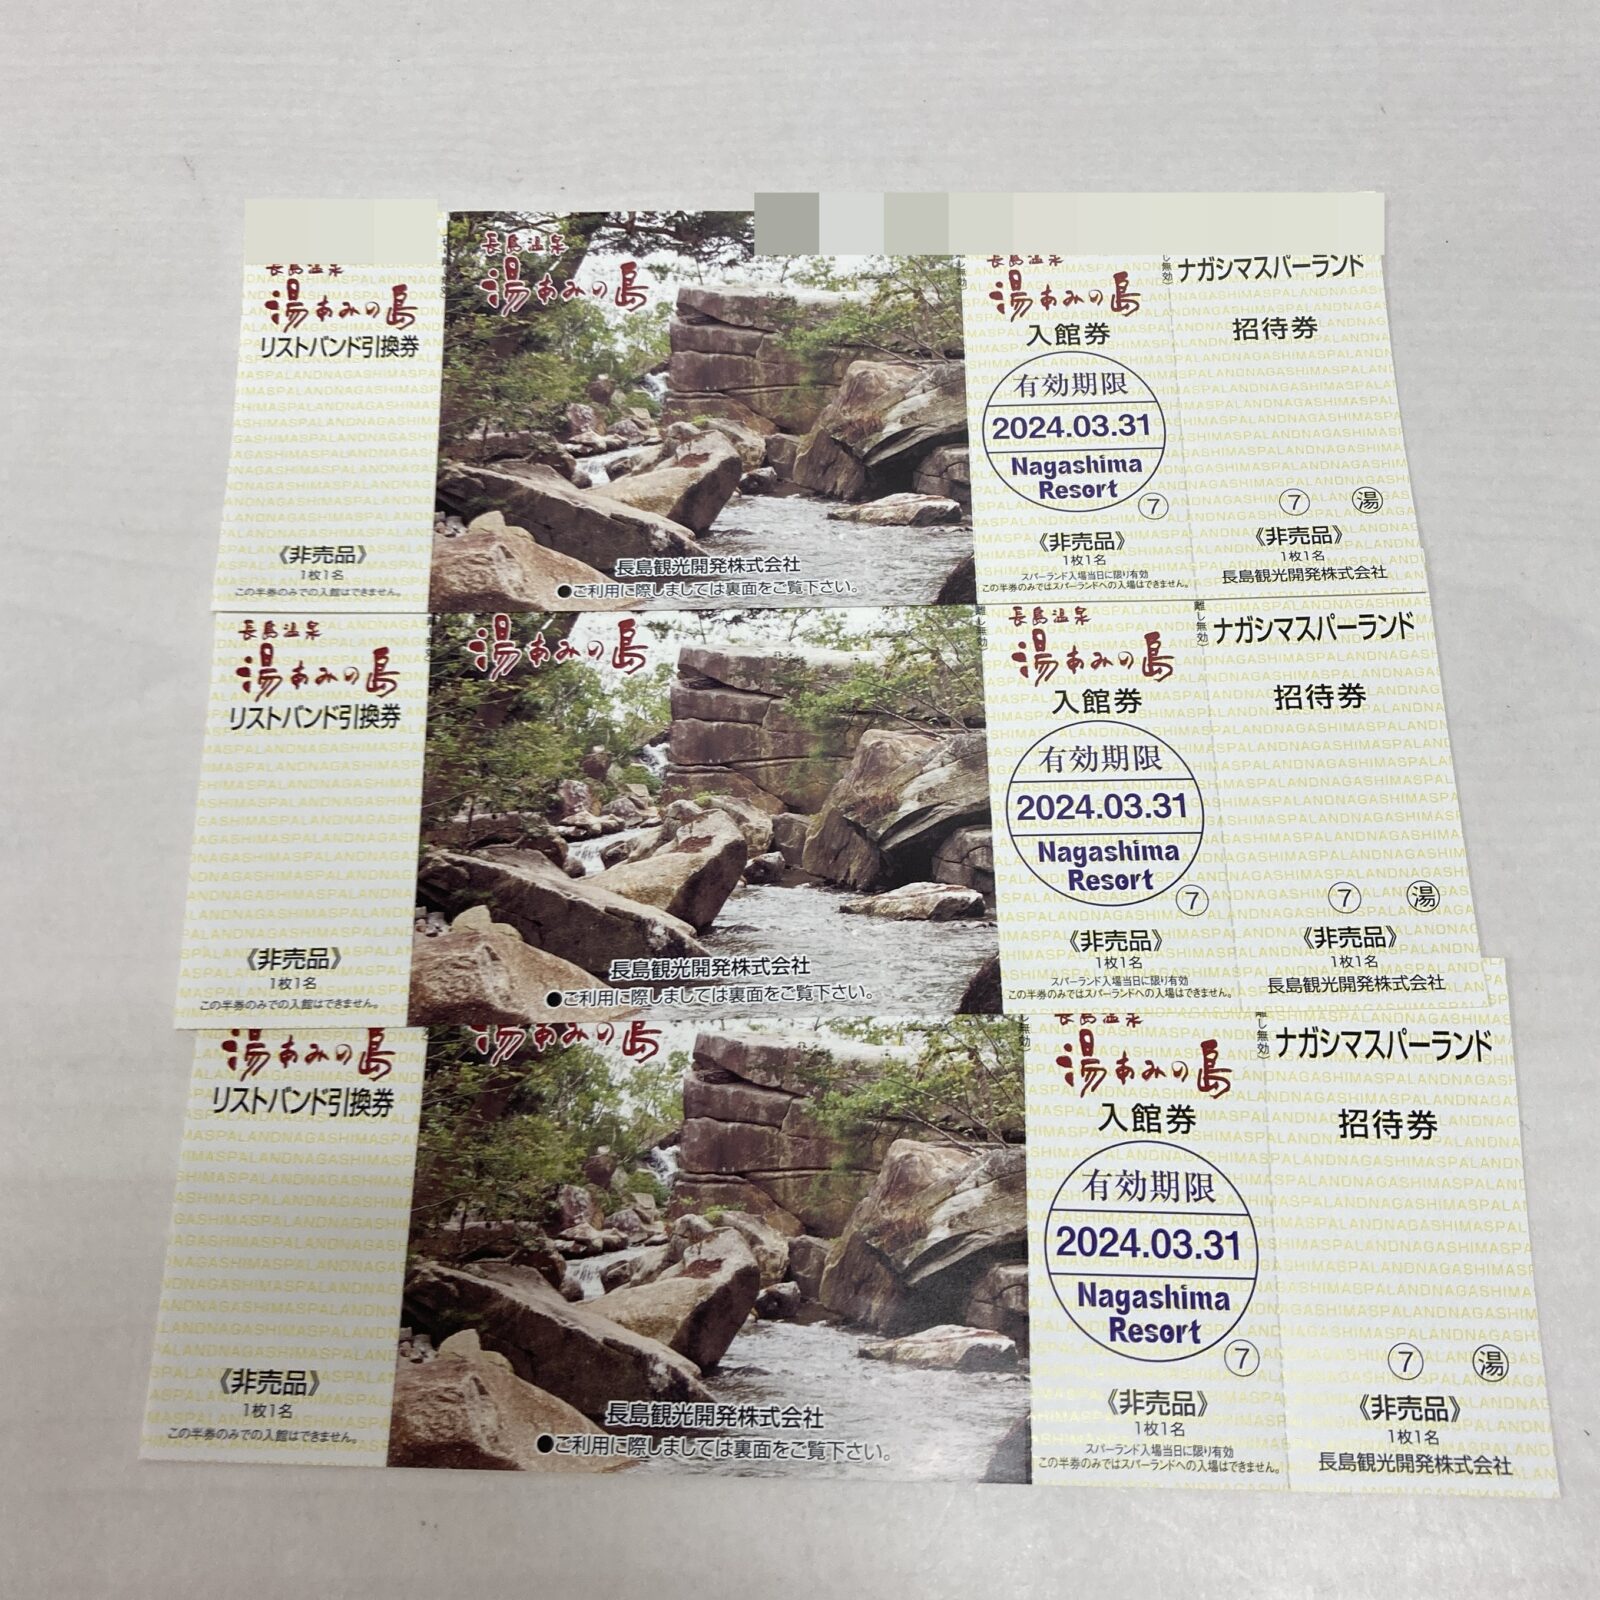 長島温泉
湯あみの島
リストバンド引換券
《非売品》
1枚1名
この半券のみでの入館はできません。
長島温泉
湯あみの島
長島観光開発株式会社
●ご利用に際しましては裏面をご覧下さい。
長島温泉
湯あみの島
入館券
有効期限
2024.03.31
Nagashima
Resort
⑦
《非売品》
1枚1名
スパーランド入場当日に限り有効
この半券のみではスパーランドへの入場はできません。
し無効)
ナガシマスパーランド
招待券
⑦ ㊙
《非売品》
1枚1名
長島観光開発株式会社
長島温泉
湯あみの島
リストバンド引換券
《非売品》
1枚1名
この半券のみでの入館はできません。
湯あみの島
長島観光開発株式会社
●ご利用に際しましては裏面をご覧下さい。
長島温泉
湯あみの島
入館券
有効期限
2024.03.31
Nagashima
Resort
⑦
《非売品》
1枚1名
スパーランド入場当日に限り有効
この半券のみではスパーランドへの入場はできません。
離し無効)
ナガシマスパーランド
招待券
⑦ 湯
《非売品》
1枚1名
長島観光開発株式会社
湯あみの島
リストバンド引換券
《非売品》
1枚1名
この半券のみでの入館はできません。
湯あみの島
長島観光開発株式会社
●ご利用に際しましては裏面をご覧下さい。
長島温泉
湯あみの島
入館券
有効期限
2024.03.31
Nagashima
Resort
⑦
《非売品》
1枚1名
スパーランド入場当日に限り有効
この半券のみではスパーランドへの入場はできません。
離し無効)
ナガシマスパーランド
招待券
⑦ 湯
《非売品》
1枚1名
長島観光開発株式会社